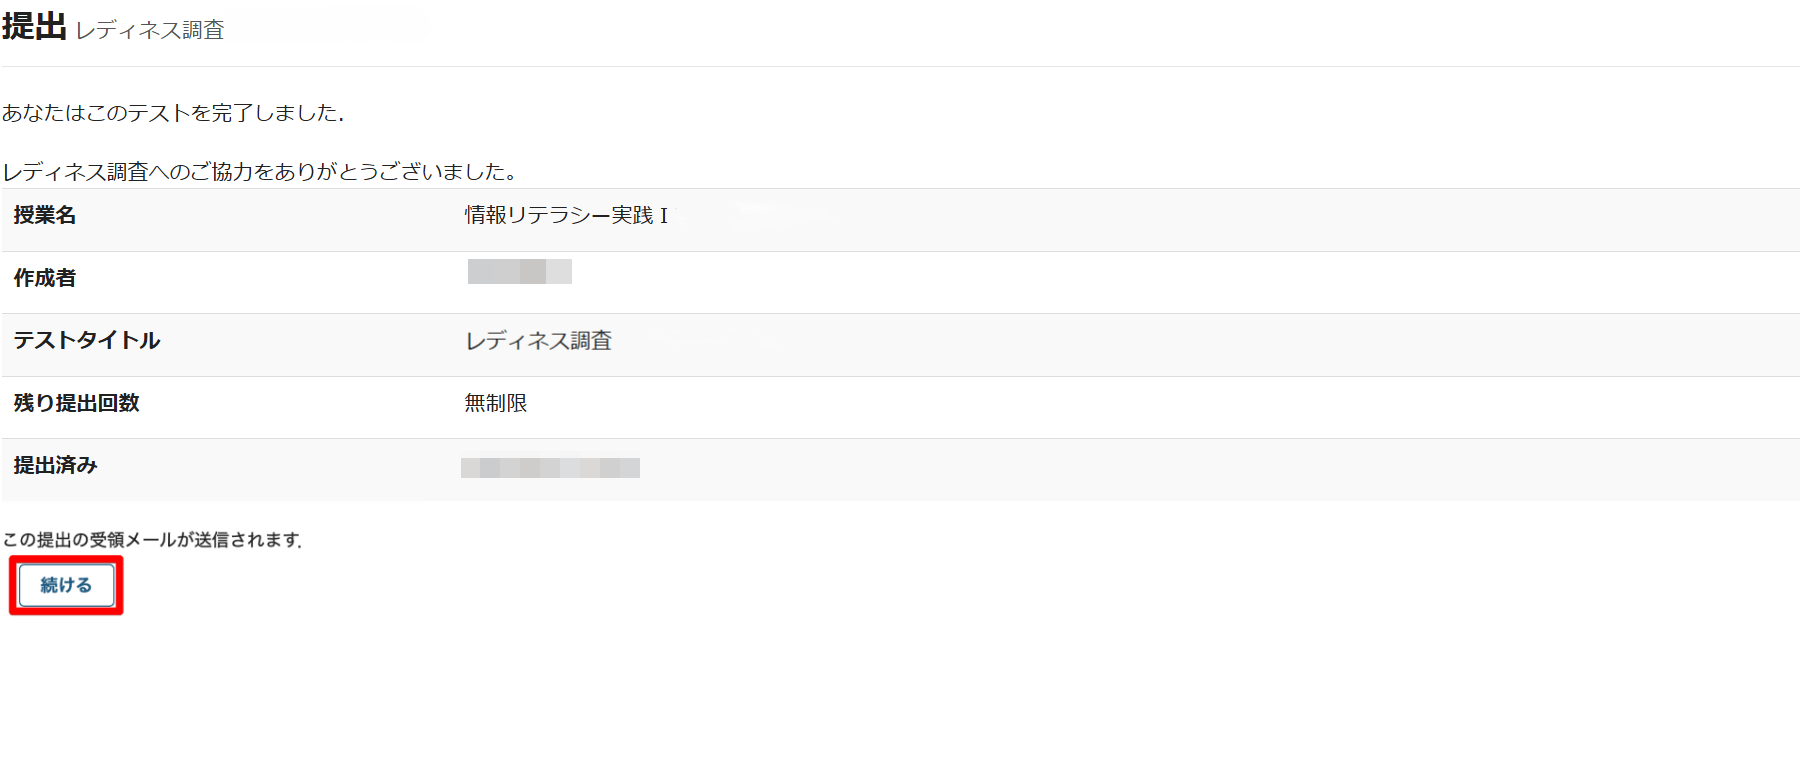 提出 レディネス調査
あなたはこのテストを完了しました.
レディネス調査へのご協力をありがとうございました。
授業名 情報リテラシー実践 I
作成者
テストタイトル レディネス調査
残り提出回数 無制限
提出済み
この提出の受領メールが送信されます.
続ける